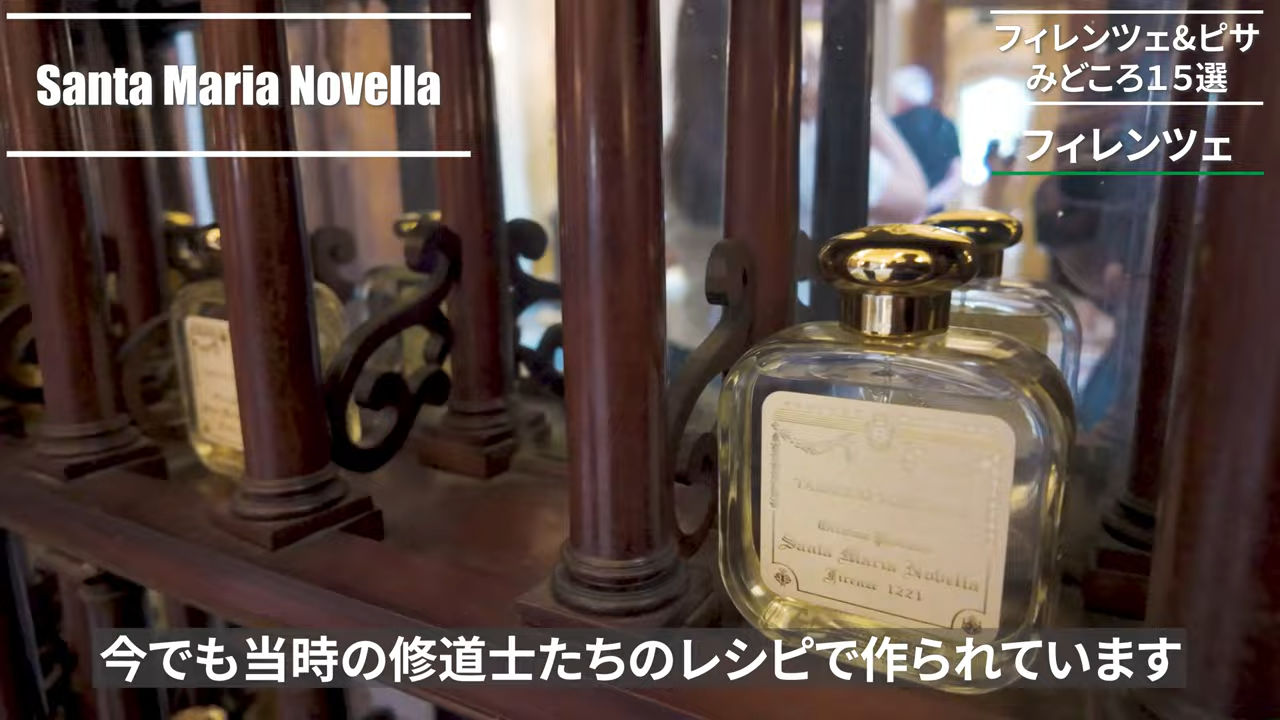 Santa Maria Novella
フィレンツェ&ピサ
みどころ15選
フィレンツェ
Santa Maria Novella
Firenze 1221
今でも当時の修道士たちのレシピで作られています